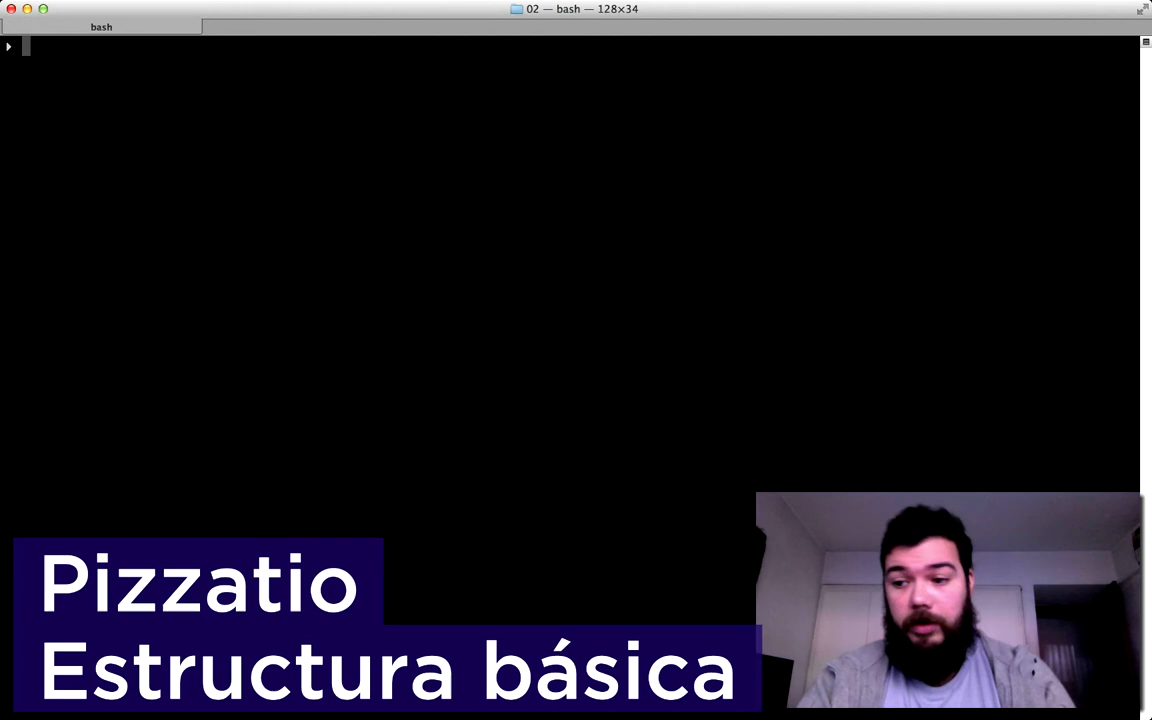 02 — bash — 128×34
bash
Pizzatio
Estructura básica